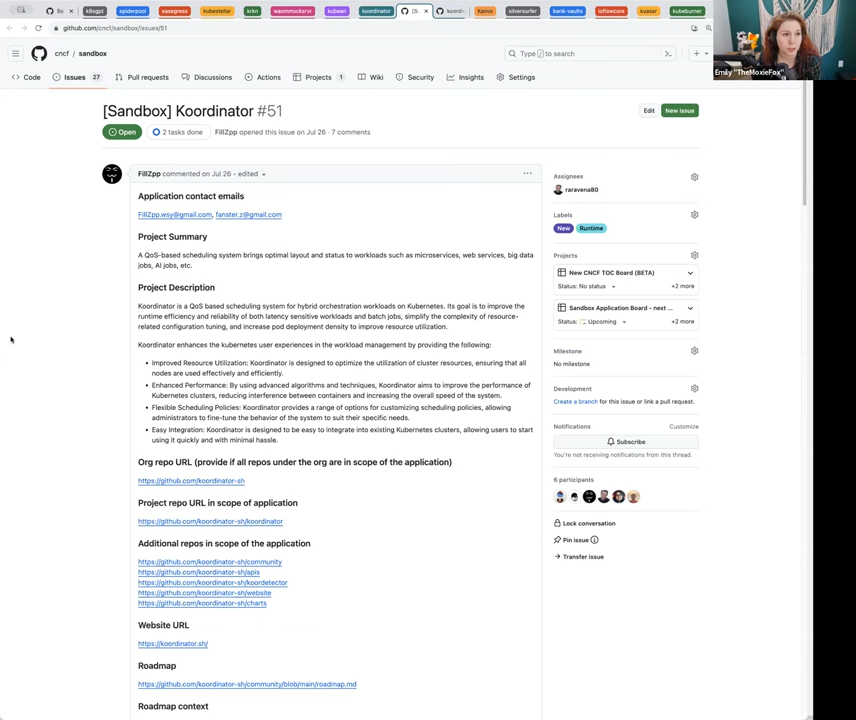 Ba
k8sgpt
spiderpool
easegress
kubestellar
krkn
wasmmocksrvr
kubean
koordinator
[S
koordi
Kairos
silversurfer
bank-vaults
loflowcore
kuasar
kubeburner
github.com/cncf/sandbox/issues/51
cncf / sandbox
Type / to search
Code
Issues 27
Pull requests
Discussions
Actions
Projects 1
Wiki
Security
Insights
Settings
Emily "TheMoxieFox"
[Sandbox] Koordinator #51
Edit
New issue
Open
2 tasks done
FillZpp opened this issue on Jul 26 · 7 comments
FillZpp commented on Jul 26 · edited
Application contact emails
FillZpp.wsy@gmail.com, fanster.z@gmail.com
Project Summary
A QoS-based scheduling system brings optimal layout and status to workloads such as microservices, web services, big data
jobs, AI jobs, etc.
Project Description
Koordinator is a QoS based scheduling system for hybrid orchestration workloads on Kubernetes. Its goal is to improve the
runtime efficiency and reliability of both latency sensitive workloads and batch jobs, simplify the complexity of resource-
related configuration tuning, and increase pod deployment density to improve resource utilization.
Koordinator enhances the kubernetes user experiences in the workload management by providing the following:
• Improved Resource Utilization: Koordinator is designed to optimize the utilization of cluster resources, ensuring that all
nodes are used effectively and efficiently.
• Enhanced Performance: By using advanced algorithms and techniques, Koordinator aims to improve the performance of
Kubernetes clusters, reducing interference between containers and increasing the overall speed of the system.
• Flexible Scheduling Policies: Koordinator provides a range of options for customizing scheduling policies, allowing
administrators to fine-tune the behavior of the system to suit their specific needs.
• Easy Integration: Koordinator is designed to be easy to integrate into existing Kubernetes clusters, allowing users to start
using it quickly and with minimal hassle.
Org repo URL (provide if all repos under the org are in scope of the application)
https://github.com/koordinator-sh
Project repo URL in scope of application
https://github.com/koordinator-sh/koordinator
Additional repos in scope of the application
https://github.com/koordinator-sh/community
https://github.com/koordinator-sh/apis
https://github.com/koordinator-sh/koordetector
https://github.com/koordinator-sh/website
https://github.com/koordinator-sh/charts
Website URL
https://koordinator.sh/
Roadmap
https://github.com/koordinator-sh/community/blob/main/roadmap.md
Roadmap context
Assignees
raravena80
Labels
New
Runtime
Projects
New CNCF TOC Board (BETA)
Status: No status
+2 more
Sandbox Application Board - next ...
Status: Upcoming
+2 more
Milestone
No milestone
Development
Create a branch for this issue or link a pull request.
Notifications
Customize
Subscribe
You're not receiving notifications from this thread.
6 participants
Lock conversation
Pin issue
Transfer issue